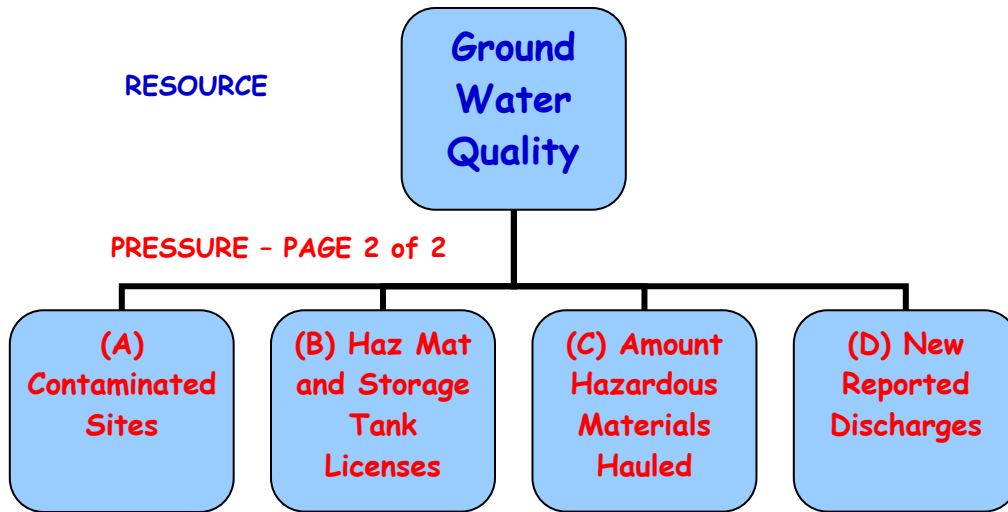 Ground
Water
Quality
RESOURCE
PRESSURE – PAGE 2 of 2
(A)
Contaminated
Sites
(B) Haz Mat
and Storage
Tank
Licenses
(C) Amount
Hazardous
Materials
Hauled
(D) New
Reported
Discharges